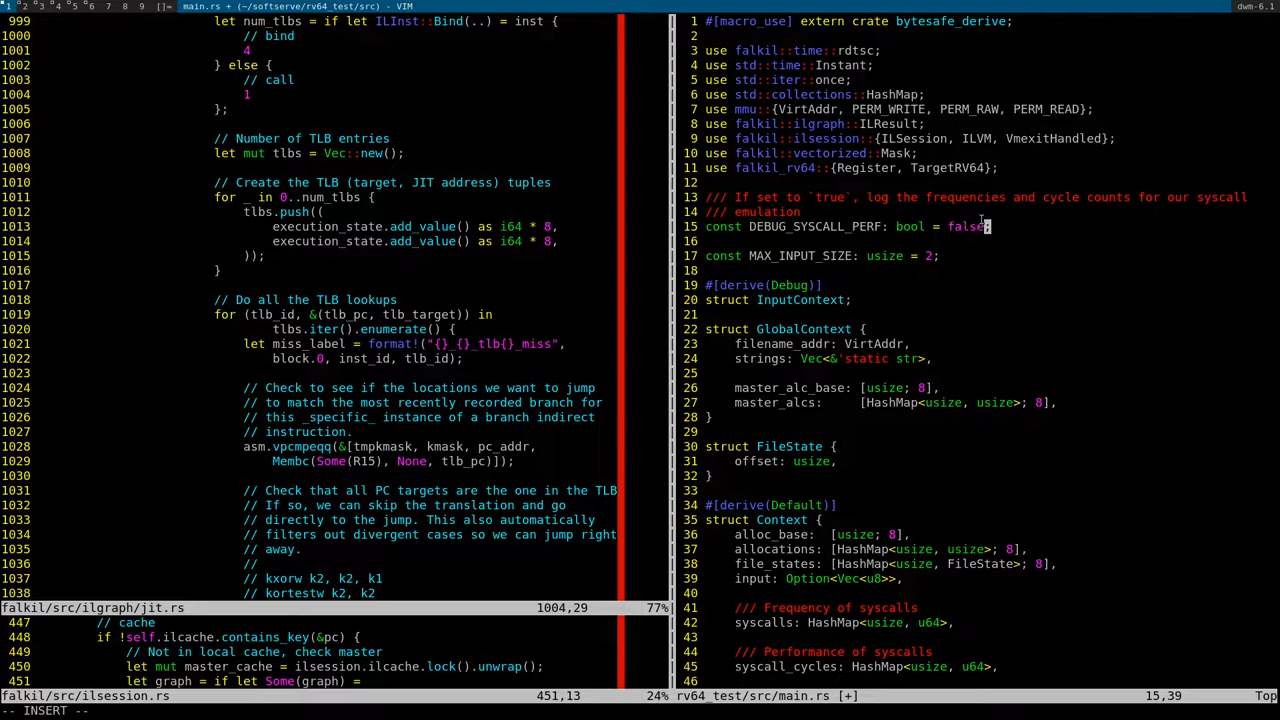 1 2 3 4 5 6 7 8 9 []= main.rs + (~/softserve/rv64_test/src) - VIM dwm-6.1
999 let num_tlbs = if let ILInst::Bind(..) = inst {
1000 // bind
1001 4
1002 } else {
1003 // call
1004 1
1005 };
1006
1007 // Number of TLB entries
1008 let mut tlbs = Vec::new();
1009
1010 // Create the TLB (target, JIT address) tuples
1011 for _ in 0..num_tlbs {
1012 tlbs.push((
1013 execution_state.add_value() as i64 * 8,
1014 execution_state.add_value() as i64 * 8,
1015 ));
1016 }
1017
1018 // Do all the TLB lookups
1019 for (tlb_id, &(tlb_pc, tlb_target)) in
1020 tlbs.iter().enumerate() {
1021 let miss_label = format!("{}_{}_tlb{}_miss",
1022 block.0, inst_id, tlb_id);
1023
1024 // Check to see if the locations we want to jump
1025 // to match the most recently recorded branch for
1026 // this _specific_ instance of a branch indirect
1027 // instruction.
1028 asm.vpcmpeqq(&[tmpkmask, kmask, pc_addr,
1029 Membc(Some(R15), None, tlb_pc)]);
1030
1031 // Check that all PC targets are the one in the TLB
1032 // If so, we can skip the translation and go
1033 // directly to the jump. This also automatically
1034 // filters out divergent cases so we can jump right
1035 // away.
1036 //
1037 // kxorw k2, k2, k1
1038 // kortestw k2, k2
falkil/src/ilgraph/jit.rs 1004,29 77%
447 // cache
448 if !self.ilcache.contains_key(&pc) {
449 // Not in local cache, check master
450 let mut master_cache = ilsession.ilcache.lock().unwrap();
451 let graph = if let Some(graph) =
falkil/src/ilsession.rs 451,13 24%
1 #[macro_use] extern crate bytesafe_derive;
2
3 use falkil::time::rdtsc;
4 use std::time::Instant;
5 use std::iter::once;
6 use std::collections::HashMap;
7 use mmu::{VirtAddr, PERM_WRITE, PERM_RAW, PERM_READ};
8 use falkil::ilgraph::ILResult;
9 use falkil::ilsession::{ILSession, ILVM, VmexitHandled};
10 use falkil::vectorized::Mask;
11 use falkil_rv64::{Register, TargetRV64};
12
13 /// If set to `true`, log the frequencies and cycle counts for our syscall
14 /// emulation
15 const DEBUG_SYSCALL_PERF: bool = false;
16
17 const MAX_INPUT_SIZE: usize = 2;
18
19 #[derive(Debug)]
20 struct InputContext;
21
22 struct GlobalContext {
23 filename_addr: VirtAddr,
24 strings: Vec<&'static str>,
25
26 master_alc_base: [usize; 8],
27 master_alcs: [HashMap<usize, usize>; 8],
28 }
29
30 struct FileState {
31 offset: usize,
32 }
33
34 #[derive(Default)]
35 struct Context {
36 alloc_base: [usize; 8],
37 allocations: [HashMap<usize, usize>; 8],
38 file_states: [HashMap<usize, FileState>; 8],
39 input: Option<Vec<u8>>,
40
41 /// Frequency of syscalls
42 syscalls: HashMap<usize, u64>,
43
44 /// Performance of syscalls
45 syscall_cycles: HashMap<usize, u64>,
46
rv64_test/src/main.rs [+] 15,39 Top
-- INSERT --